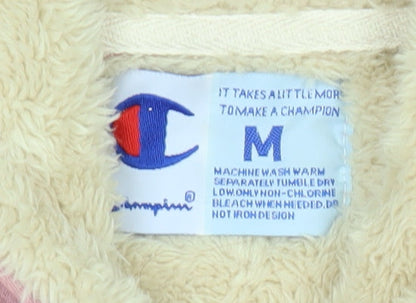 IT TAKES A LITTLE MOR
TO MAKE A CHAMPION
M
MACHINE WASH WARM
SEPARATELY TUMBLE DRY
LOW. ONLY NON-CHLORINE
BLEACH WHEN NEEDED. DO
NOT IRON DESIGN
®